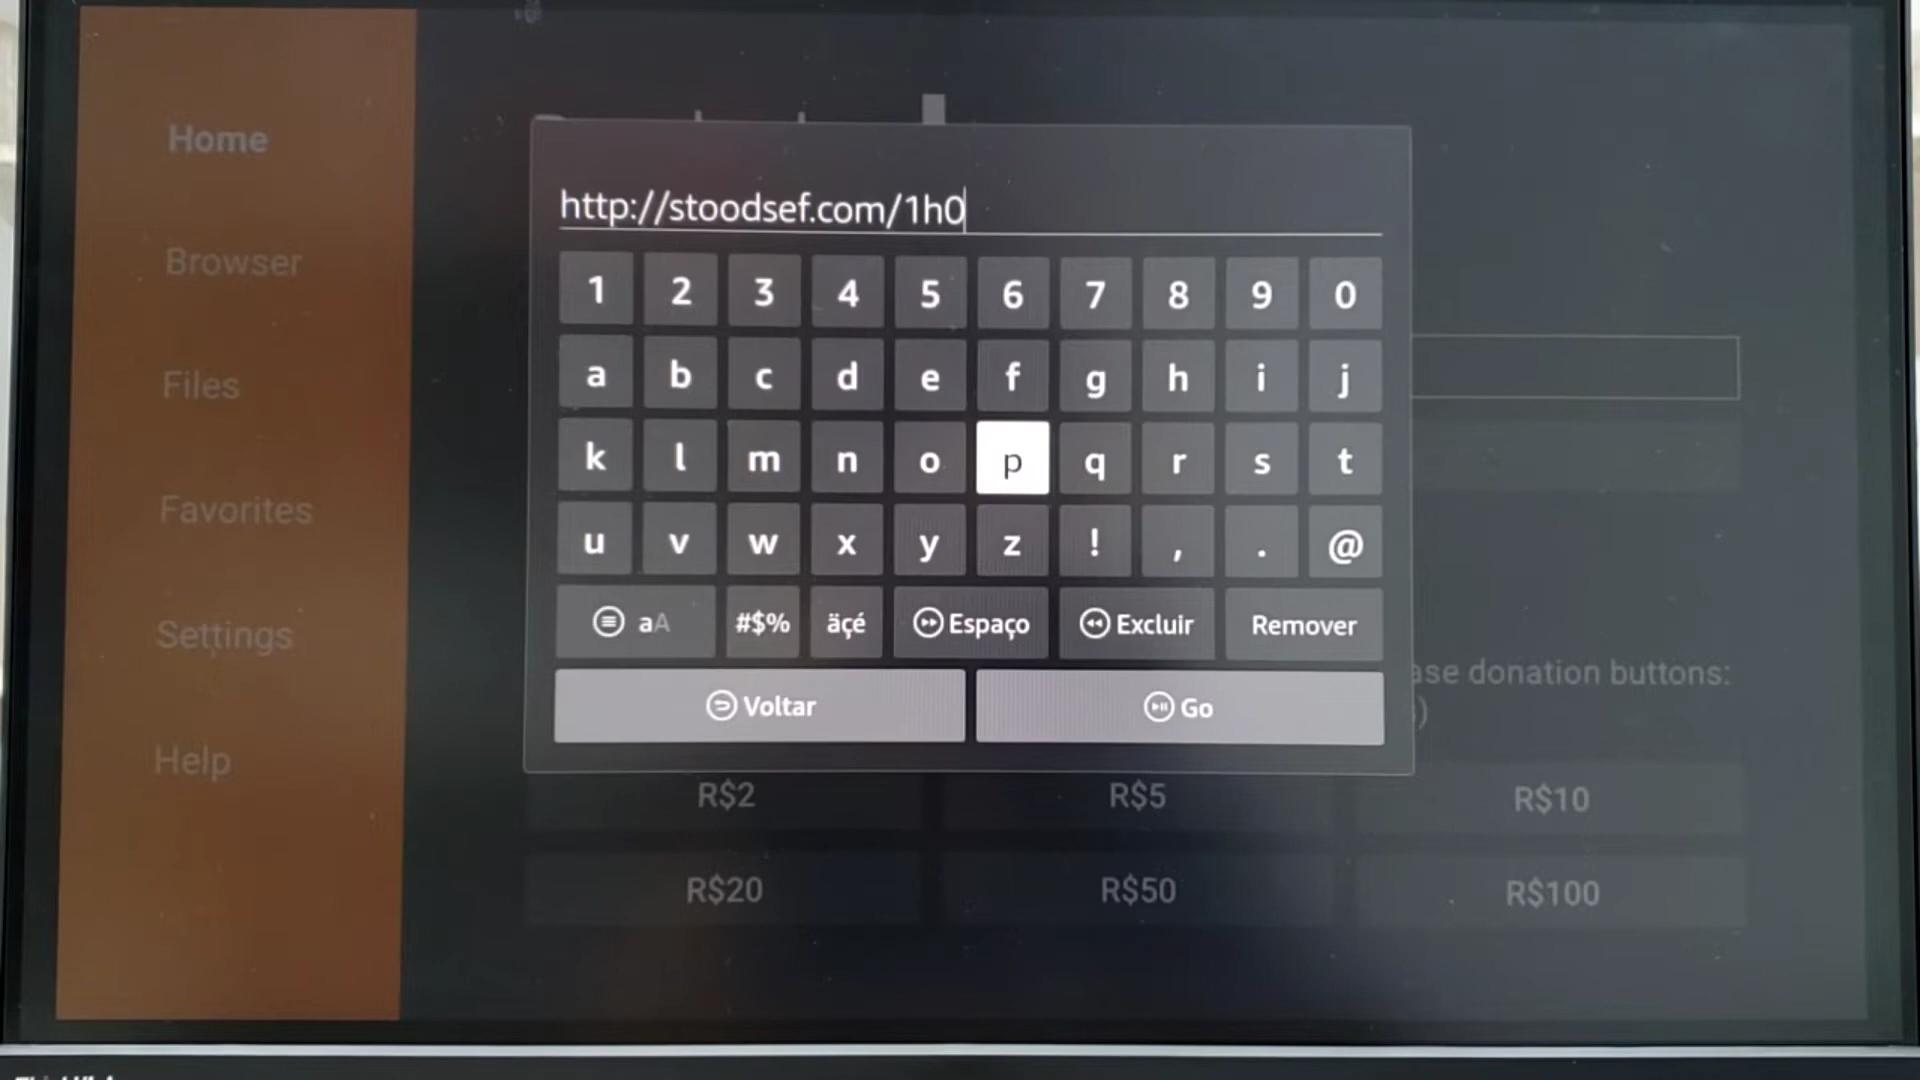 Home
Browser
Files
Favorites
Settings
Help
http://stoodsef.com/1h0
1 2 3 4 5 6 7 8 9 0
a b c d e f g h i j
k l m n o p q r s t
u v w x y z ! , . @
aA #$% äçé Espaço Excluir Remover
Voltar Go
ase donation buttons:
)
R$2 R$5 R$10
R$20 R$50 R$100